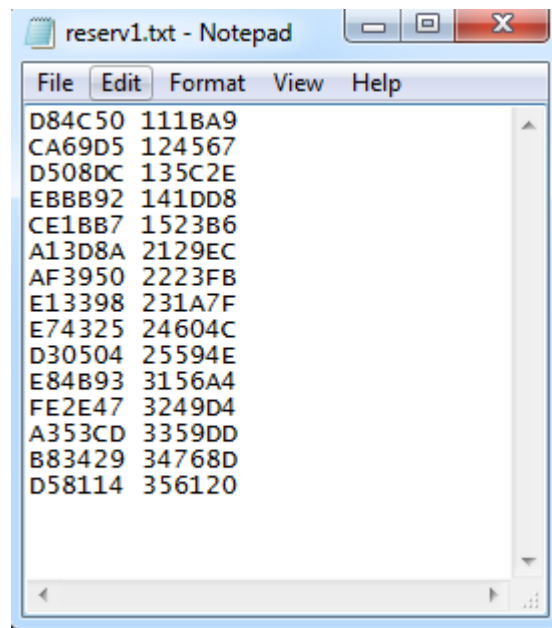 reserv1.txt - Notepad
File Edit Format View Help
D84C50 111BA9
CA69D5 124567
D508DC 135C2E
EBBB92 141DD8
CE1BB7 1523B6
A13D8A 2129EC
AF3950 2223FB
E13398 231A7F
E74325 24604C
D30504 25594E
E84B93 3156A4
FE2E47 3249D4
A353CD 3359DD
B83429 34768D
D58114 356120